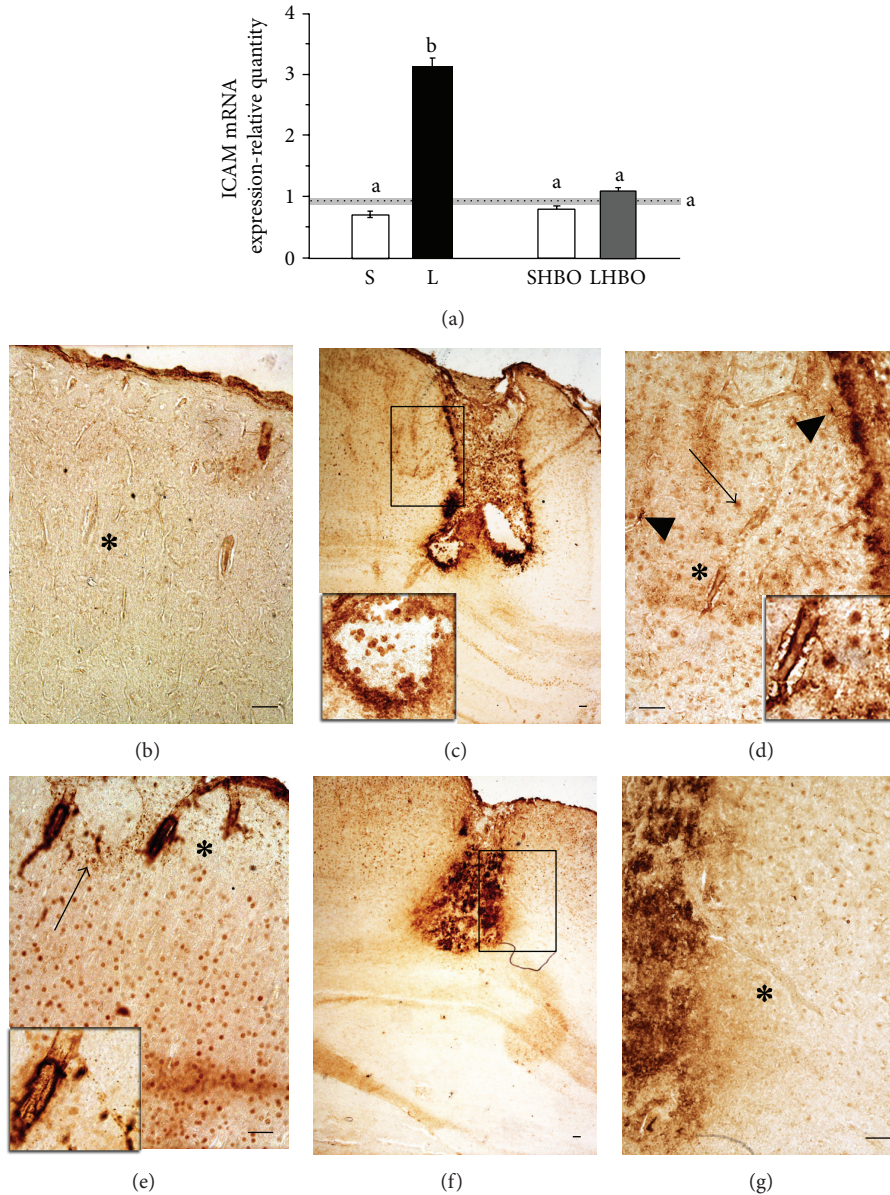 4
3
2
1
0
ICAM mRNA
expression-relative quantity
a
b
a
a
a
S L SHBO LHBO
(a)
*
*
(b) (c) (d)
*
*
(e) (f) (g)